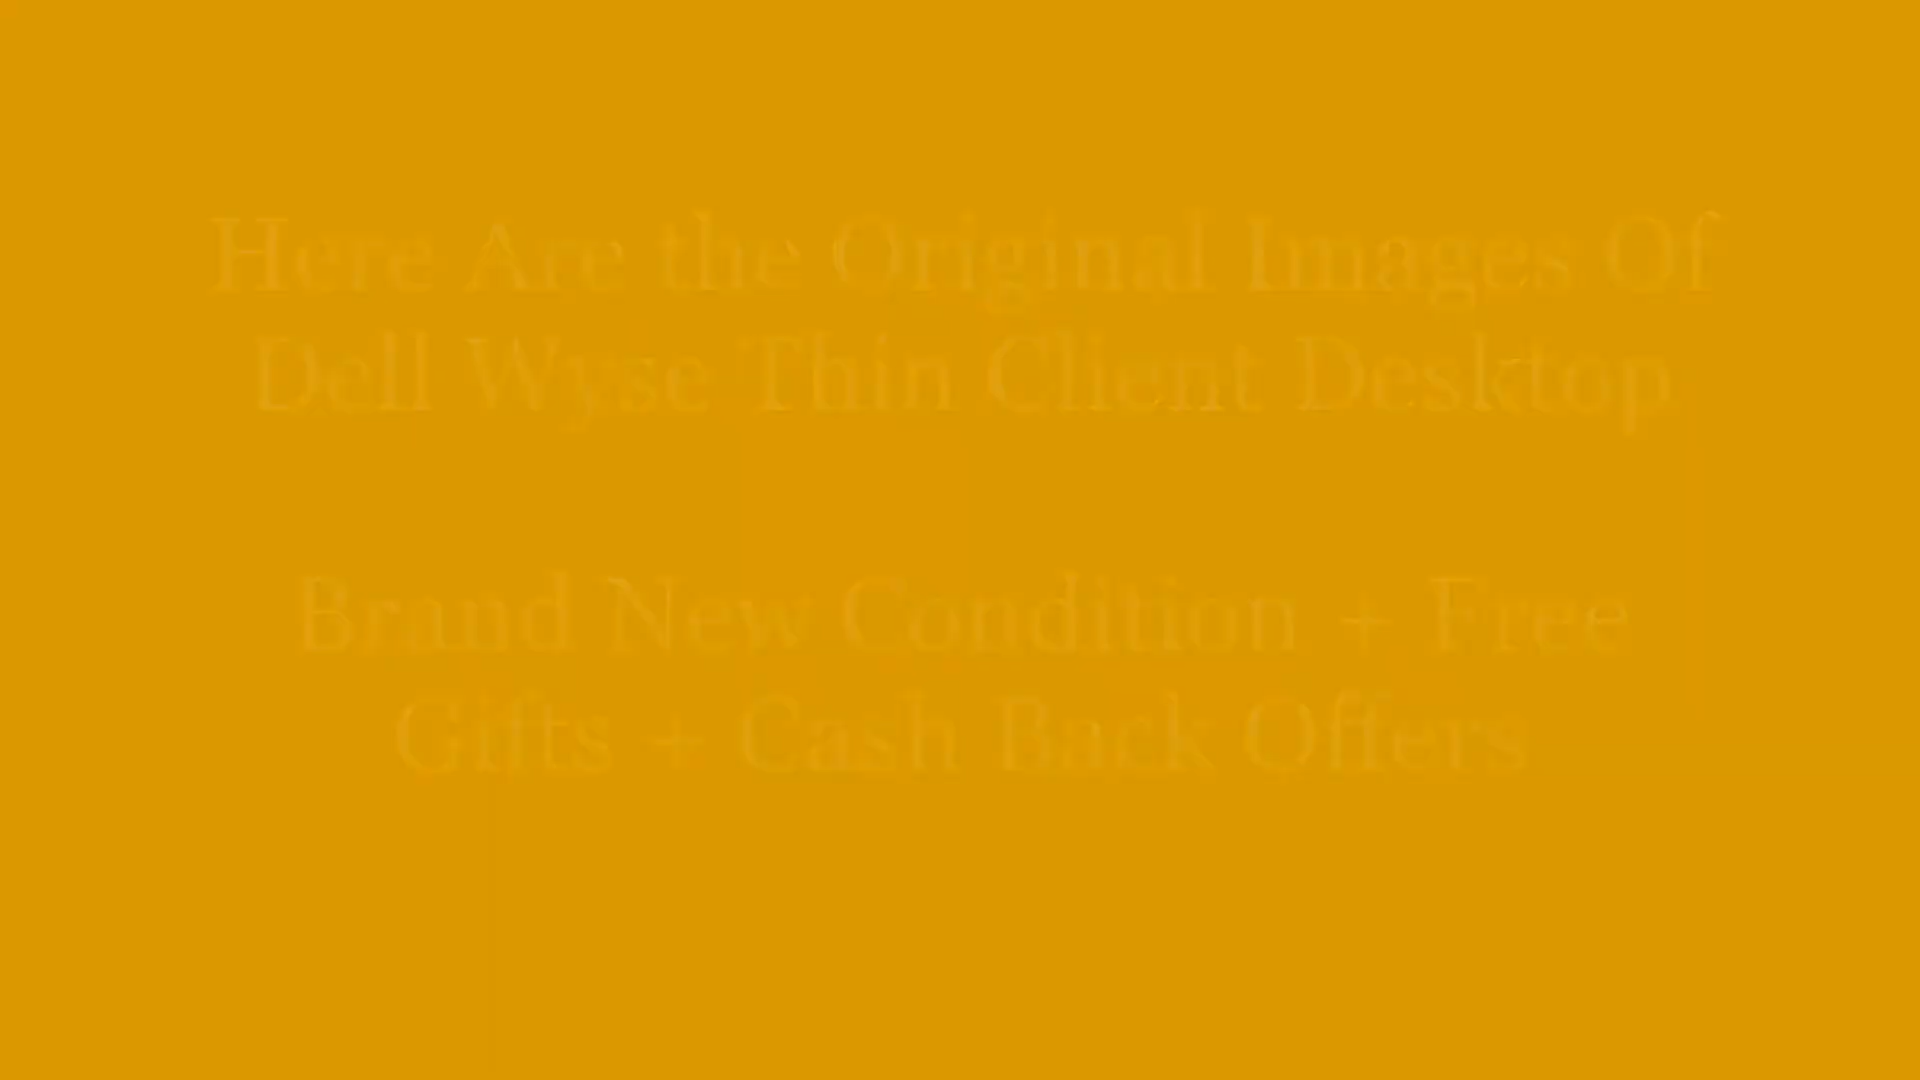 Here Are the Original Images Of
Dell Wyse Thin Client Desktop
Brand New Condition + Free
Gifts + Cash Back Offers